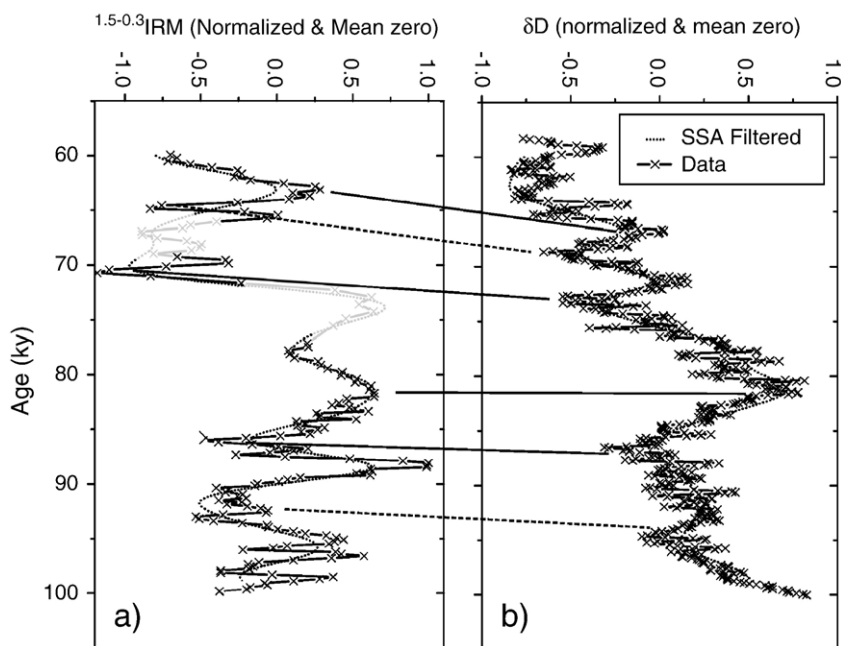 1.5-0.3IRM (Normalized & Mean zero)
δD (normalized & mean zero)
-1.0 -0.5 0.0 0.5 1.0
-1.0 -0.5 0.0 0.5 1.0
SSA Filtered
Data
Age (ky)
60
70
80
90
100
a)
b)